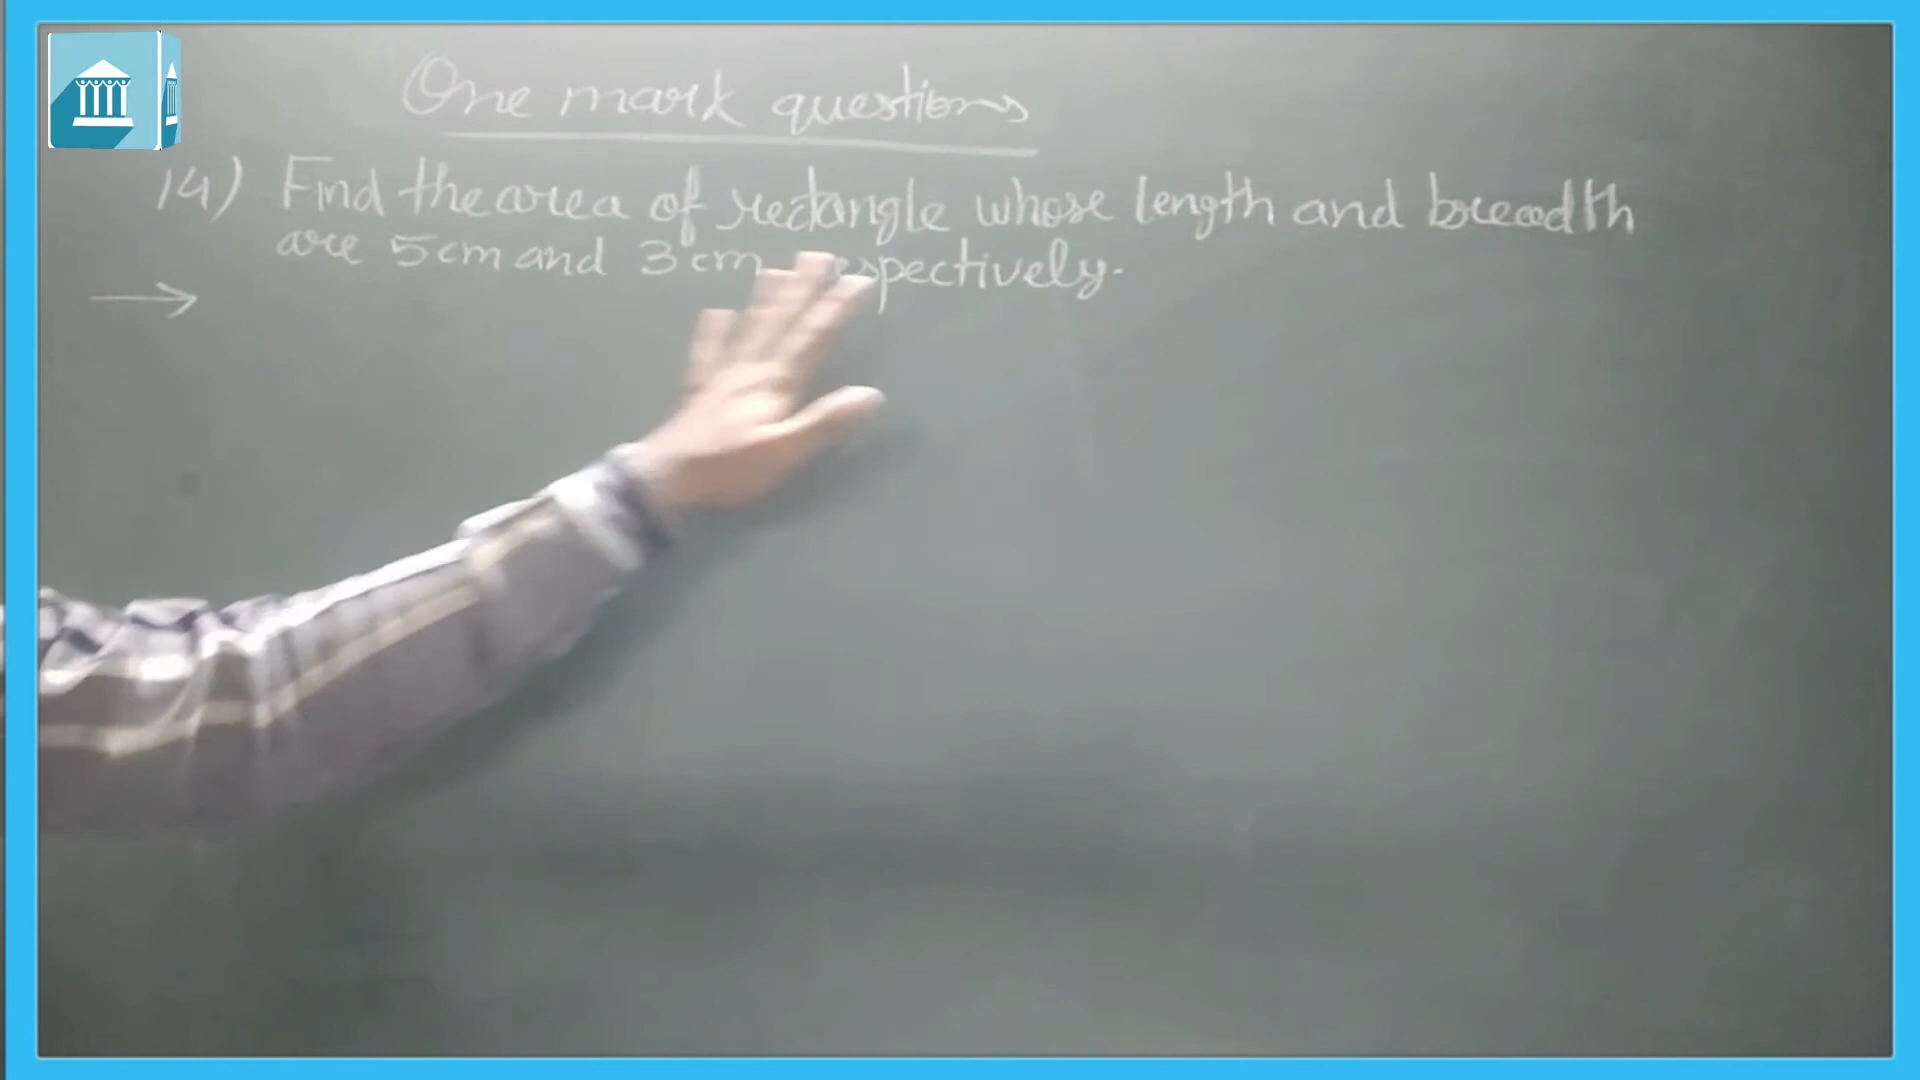 One mark questions
14) Find the area of rectangle whose length and breadth
are 5cm and 3cm respectively.